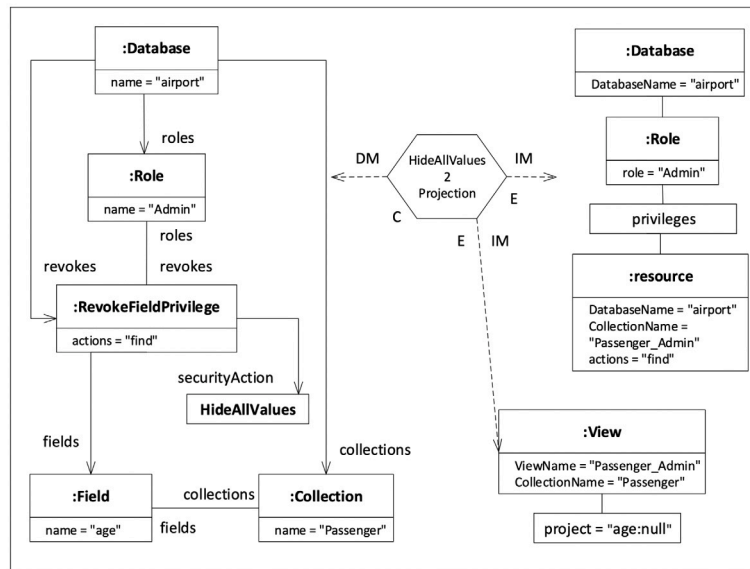 :Database
name = "airport"
roles
:Role
name = "Admin"
roles
revokes
revokes
:RevokeFieldPrivilege
actions = "find"
securityAction
HideAllValues
fields
collections
:Field
name = "age"
collections
fields
:Collection
name = "Passenger"
DM
HideAllValues
2
Projection
IM
E
C
E
IM
:Database
DatabaseName = "airport"
:Role
role = "Admin"
privileges
:resource
DatabaseName = "airport"
CollectionName =
"Passenger_Admin"
actions = "find"
:View
ViewName = "Passenger_Admin"
CollectionName = "Passenger"
project = "age:null"